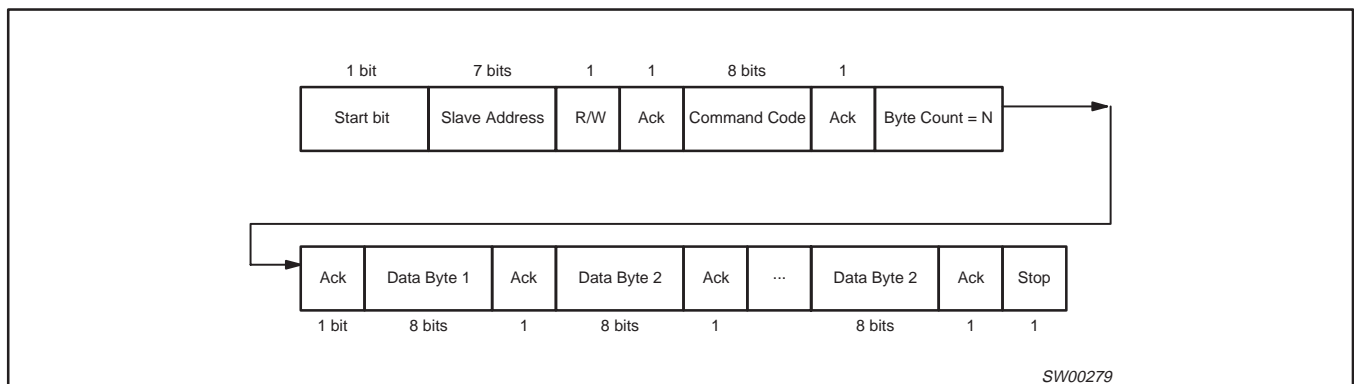 1 bit 7 bits 1 1 8 bits 1
Start bit Slave Address R/W Ack Command Code Ack Byte Count = N
Ack Data Byte 1 Ack Data Byte 2 Ack ... Data Byte 2 Ack Stop
1 bit 8 bits 1 8 bits 1 8 bits 1 1
SW00279